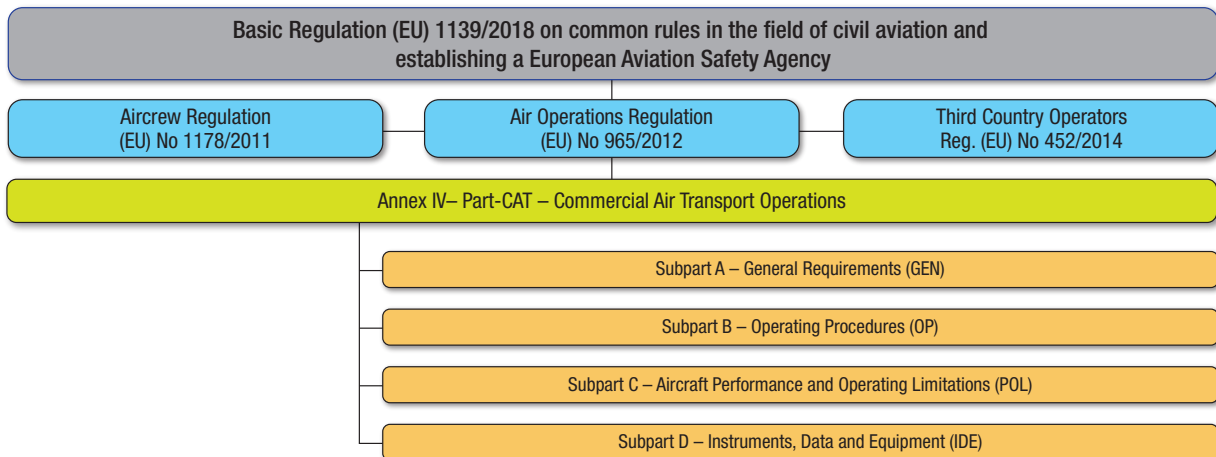 Basic Regulation (EU) 1139/2018 on common rules in the field of civil aviation and
establishing a European Aviation Safety Agency
Aircrew Regulation
(EU) No 1178/2011
Air Operations Regulation
(EU) No 965/2012
Third Country Operators
Reg. (EU) No 452/2014
Annex IV– Part-CAT – Commercial Air Transport Operations
Subpart A – General Requirements (GEN)
Subpart B – Operating Procedures (OP)
Subpart C – Aircraft Performance and Operating Limitations (POL)
Subpart D – Instruments, Data and Equipment (IDE)